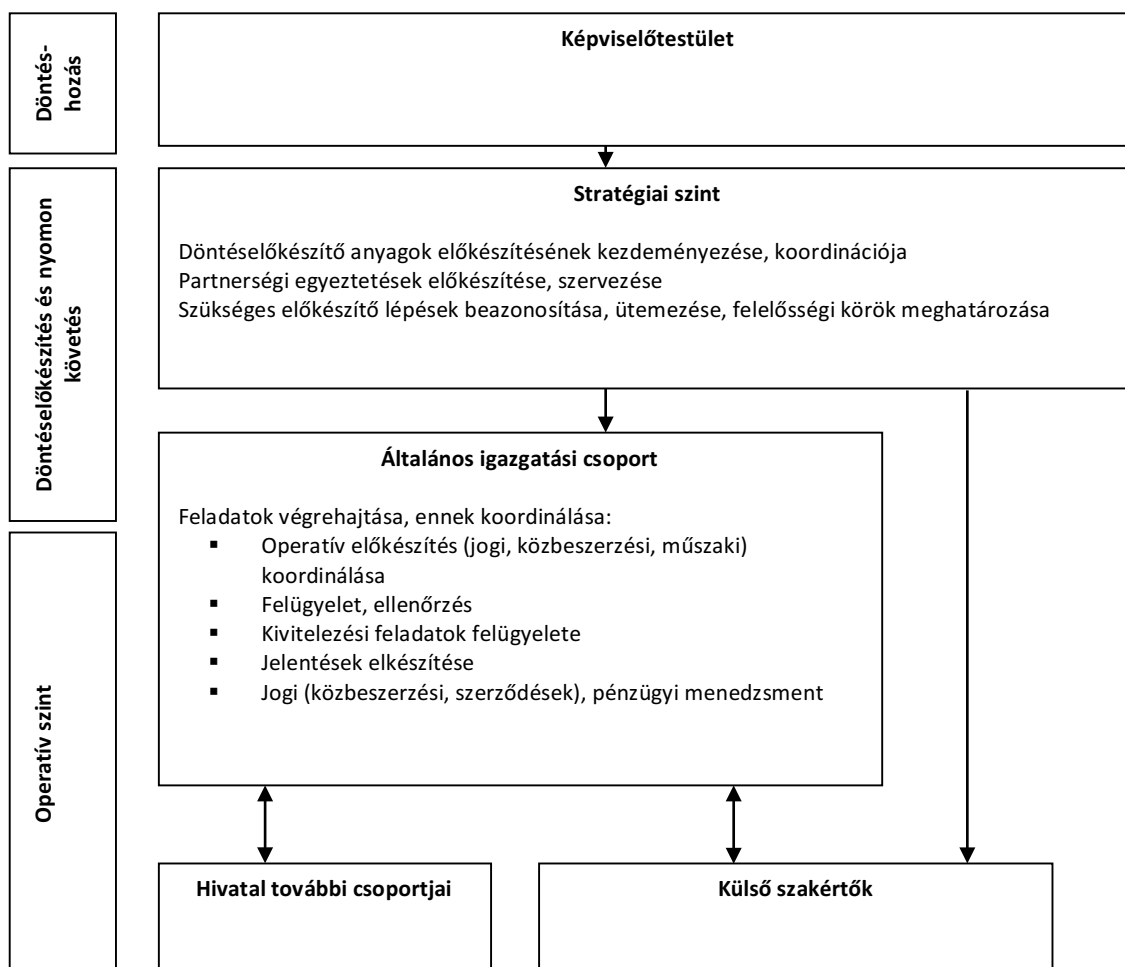 Döntés-
hozás
Képviselőtestület
Döntéselőkészítés és nyomon
követés
Stratégiai szint
Döntéselőkészítő anyagok előkészítésének kezdeményezése, koordinációja
Partnerségi egyeztetések előkészítése, szervezése
Szükséges előkészítő lépések beazonosítása, ütemezése, felelősségi körök meghatározása
Általános igazgatási csoport
Feladatok végrehajtása, ennek koordinálása:
▪ Operatív előkészítés (jogi, közbeszerzési, műszaki)
koordinálása
▪ Felügyelet, ellenőrzés
▪ Kivitelezési feladatok felügyelete
▪ Jelentések elkészítése
▪ Jogi (közbeszerzési, szerződések), pénzügyi menedzsment
Operatív szint
Hivatal további csoportjai
Külső szakértők